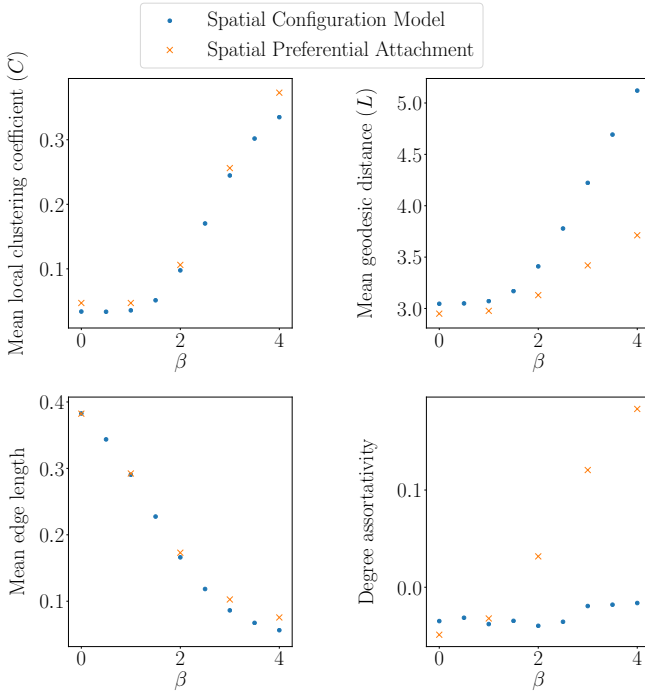 Spatial Configuration Model
Spatial Preferential Attachment
Mean local clustering coefficient (C)
0.3
0.2
0.1
0 2 4
β
Mean geodesic distance (L)
5.0
4.5
4.0
3.5
3.0
0 2 4
β
Mean edge length
0.4
0.3
0.2
0.1
0 2 4
β
Degree assortativity
0.1
0.0
0 2 4
β